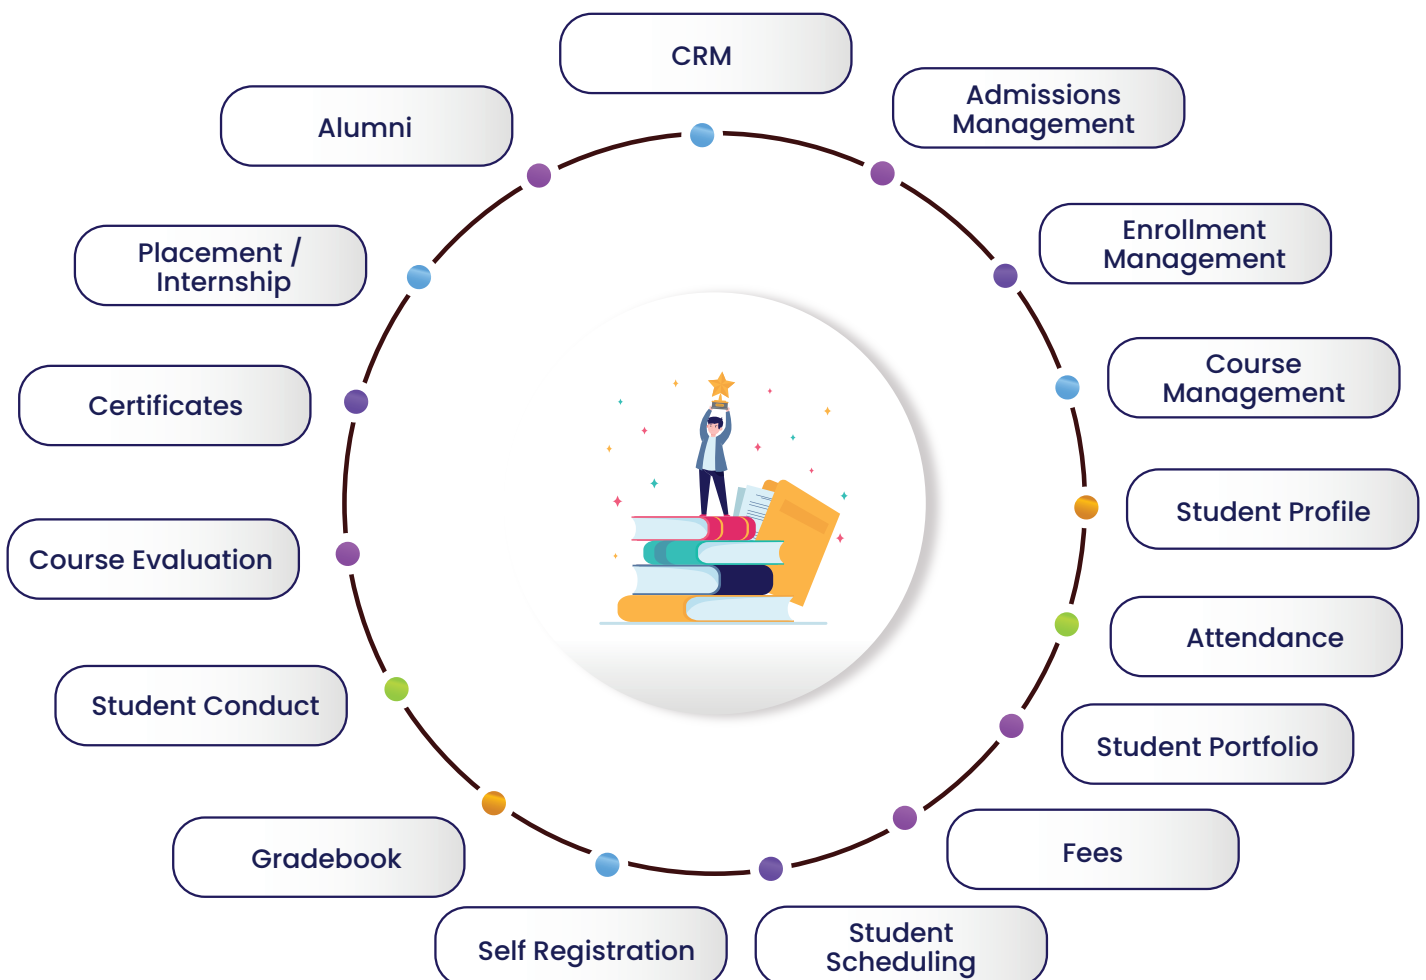 CRM
Admissions
Management
Enrollment
Management
Course
Management
Student Profile
Attendance
Student Portfolio
Fees
Student
Scheduling
Self Registration
Gradebook
Student Conduct
Course Evaluation
Certificates
Placement /
Internship
Alumni